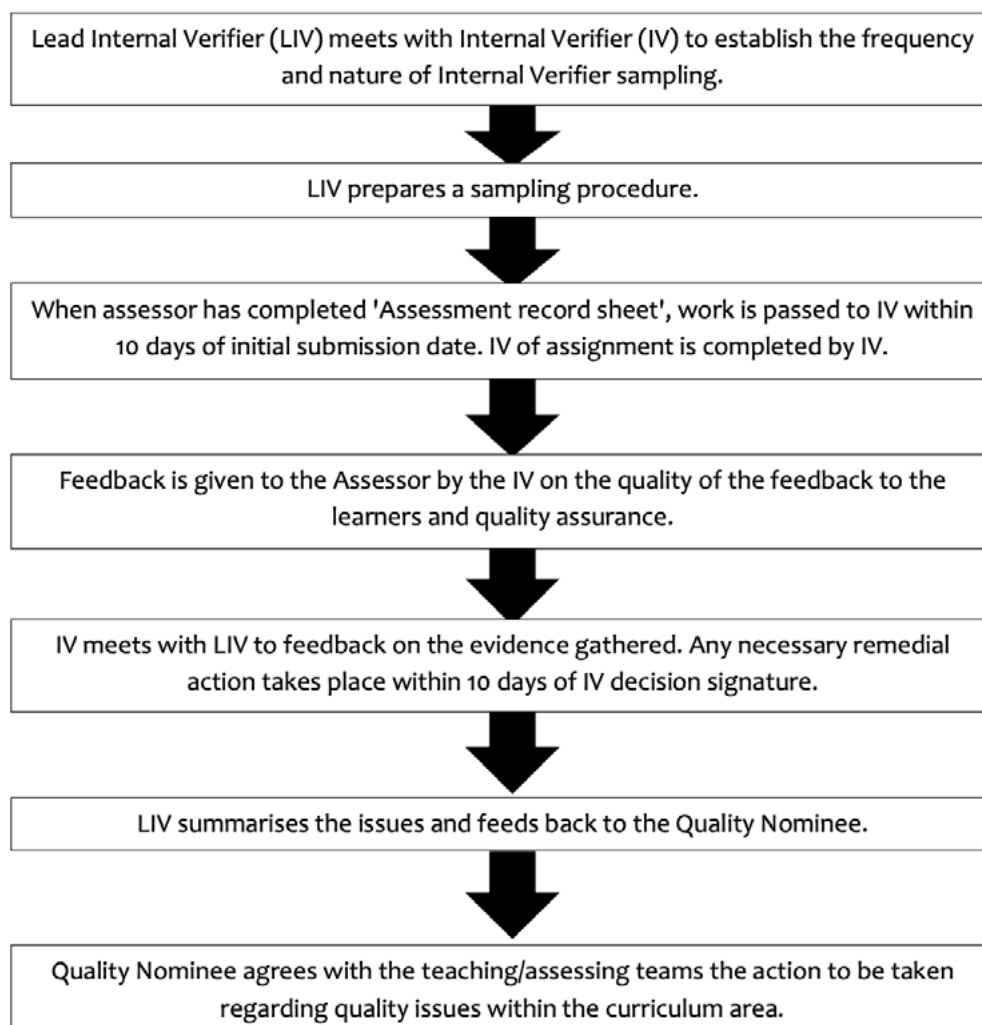 Lead Internal Verifier (LIV) meets with Internal Verifier (IV) to establish the frequency
and nature of Internal Verifier sampling.
LIV prepares a sampling procedure.
When assessor has completed 'Assessment record sheet', work is passed to IV within
10 days of initial submission date. IV of assignment is completed by IV.
Feedback is given to the Assessor by the IV on the quality of the feedback to the
learners and quality assurance.
IV meets with LIV to feedback on the evidence gathered. Any necessary remedial
action takes place within 10 days of IV decision signature.
LIV summarises the issues and feeds back to the Quality Nominee.
Quality Nominee agrees with the teaching/assessing teams the action to be taken
regarding quality issues within the curriculum area.